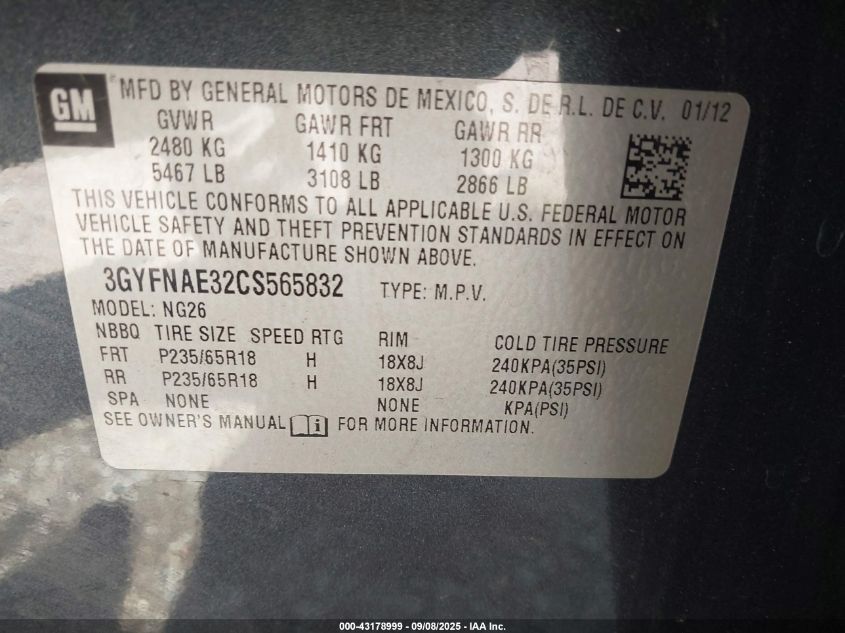 GM ® MFD BY GENERAL MOTORS DE MEXICO, S. DE R.L. DE C.V. 01/12
GVWR GAWR FRT GAWR RR
2480 KG 1410 KG 1300 KG
5467 LB 3108 LB 2866 LB
THIS VEHICLE CONFORMS TO ALL APPLICABLE U.S. FEDERAL MOTOR
VEHICLE SAFETY AND THEFT PREVENTION STANDARDS IN EFFECT ON
THE DATE OF MANUFACTURE SHOWN ABOVE.
3GYFNAE32CS565832 TYPE: M.P.V.
MODEL: NG26
NBBQ TIRE SIZE SPEED RTG RIM COLD TIRE PRESSURE
FRT P235/65R18 H 18X8J 240KPA(35PSI)
RR P235/65R18 H 18X8J 240KPA(35PSI)
SPA NONE NONE KPA(PSI)
SEE OWNER'S MANUAL i FOR MORE INFORMATION.
000-43178999 - 09/08/2025 - IAA Inc.